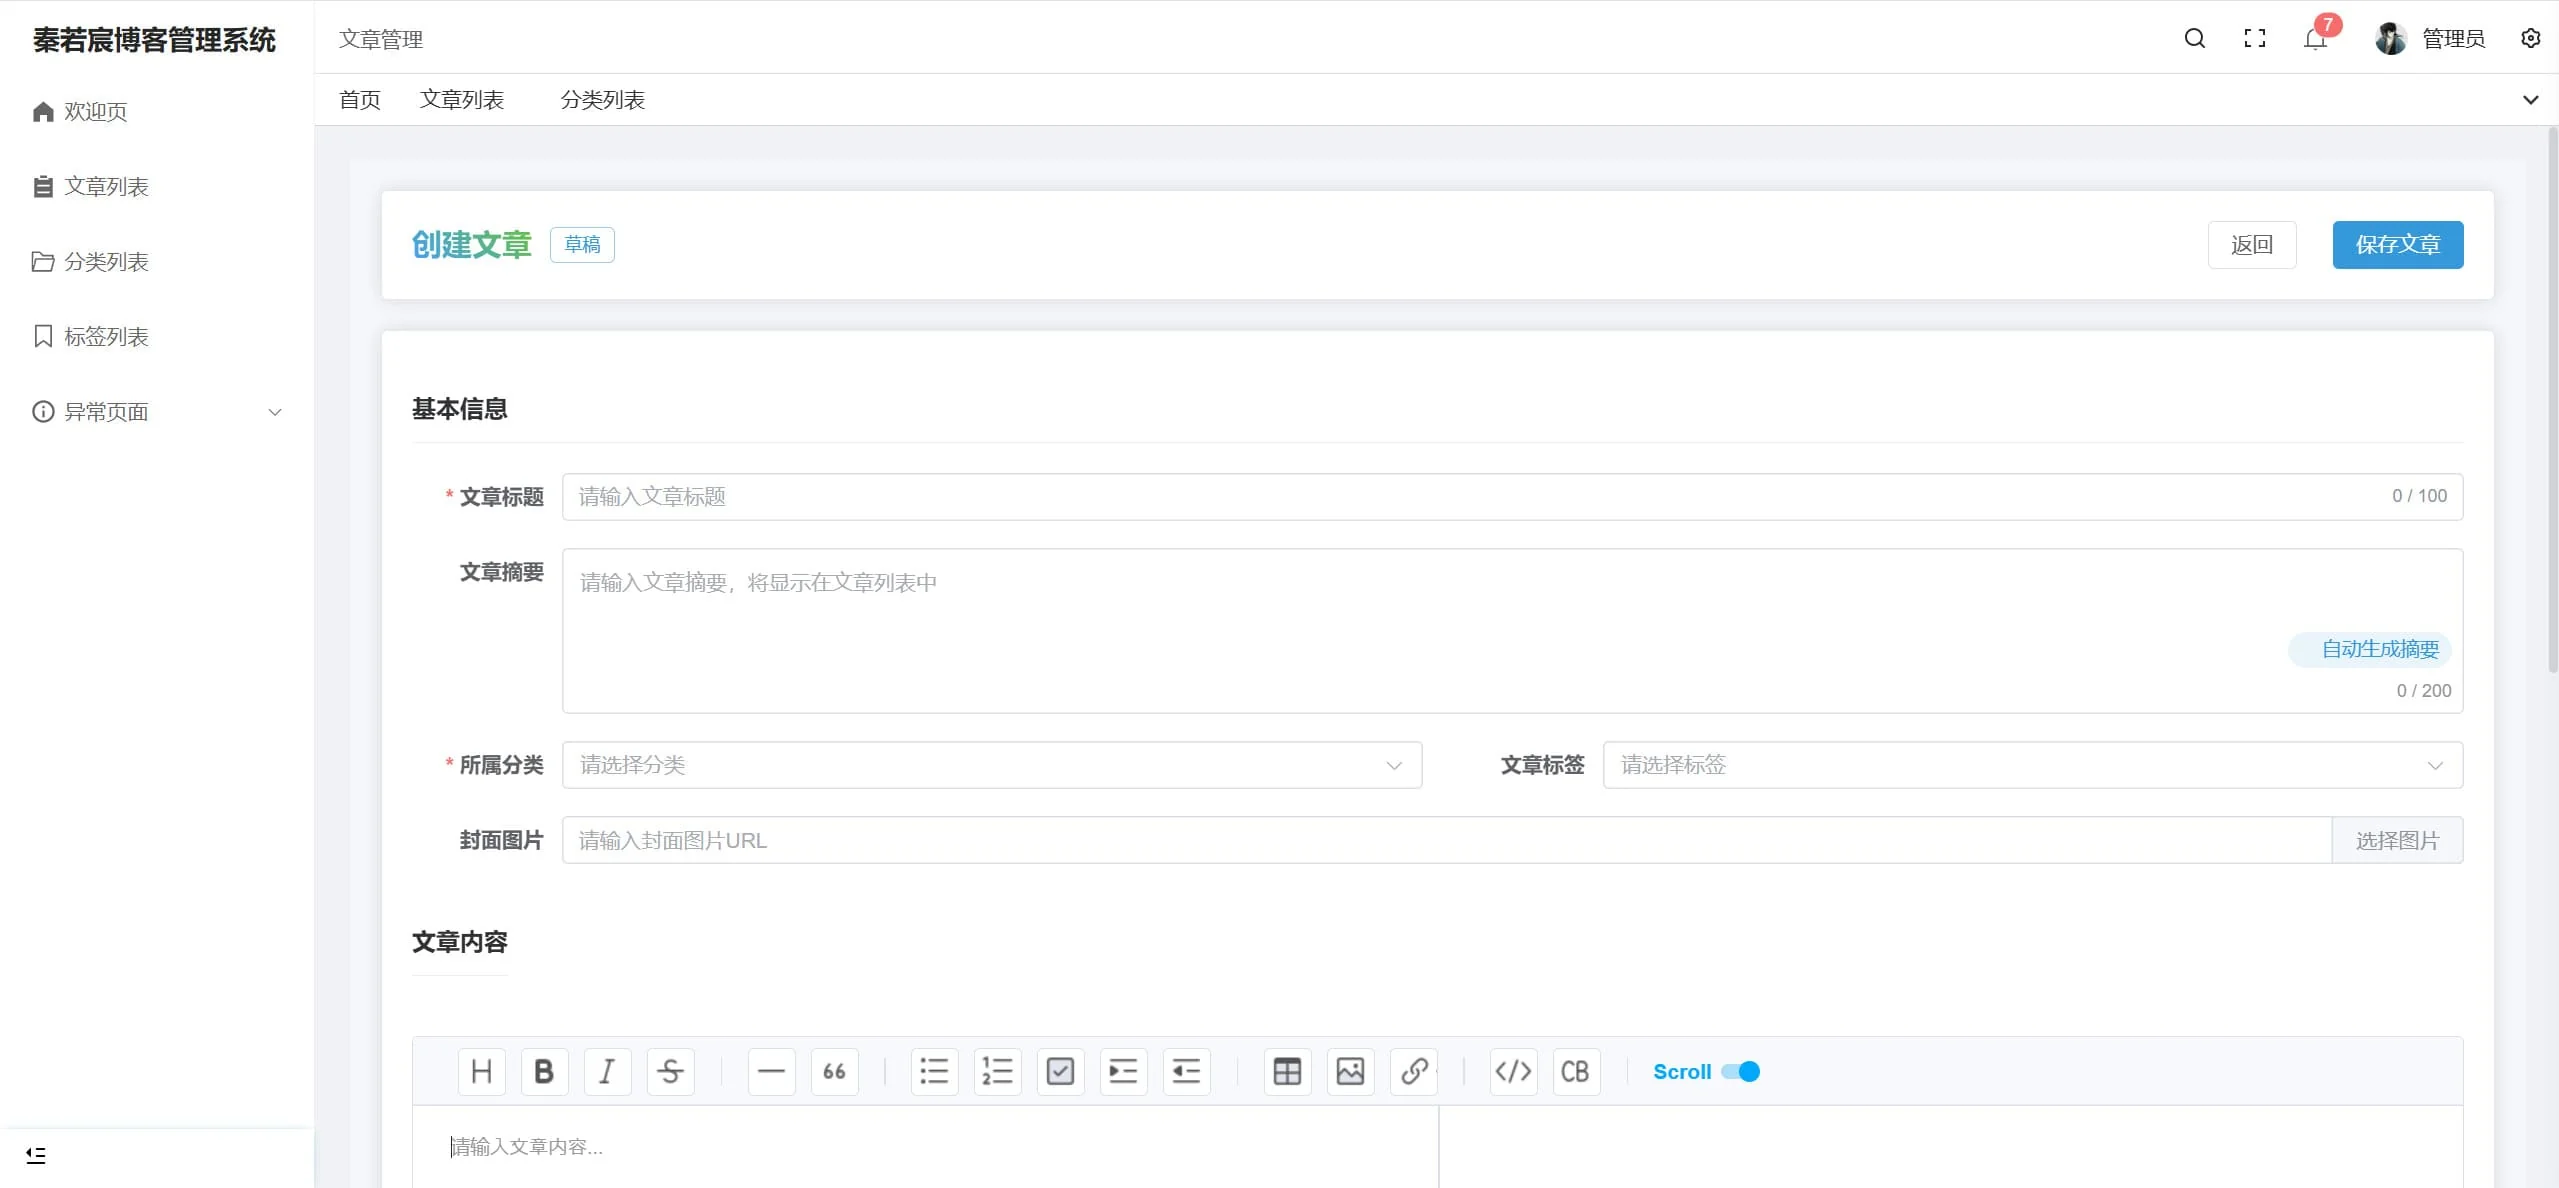 秦若宸博客管理系统
文章管理
7
管理员
首页 文章列表 分类列表
欢迎页
文章列表
分类列表
标签列表
异常页面
创建文章 草稿
返回 保存文章
基本信息
* 文章标题 请输入文章标题 0 / 100
文章摘要 请输入文章摘要，将显示在文章列表中
自动生成摘要
0 / 200
* 所属分类 请选择分类 文章标签 请选择标签
封面图片 请输入封面图片URL 选择图片
文章内容
H B I S — 66 </> CB Scroll
请输入文章内容...